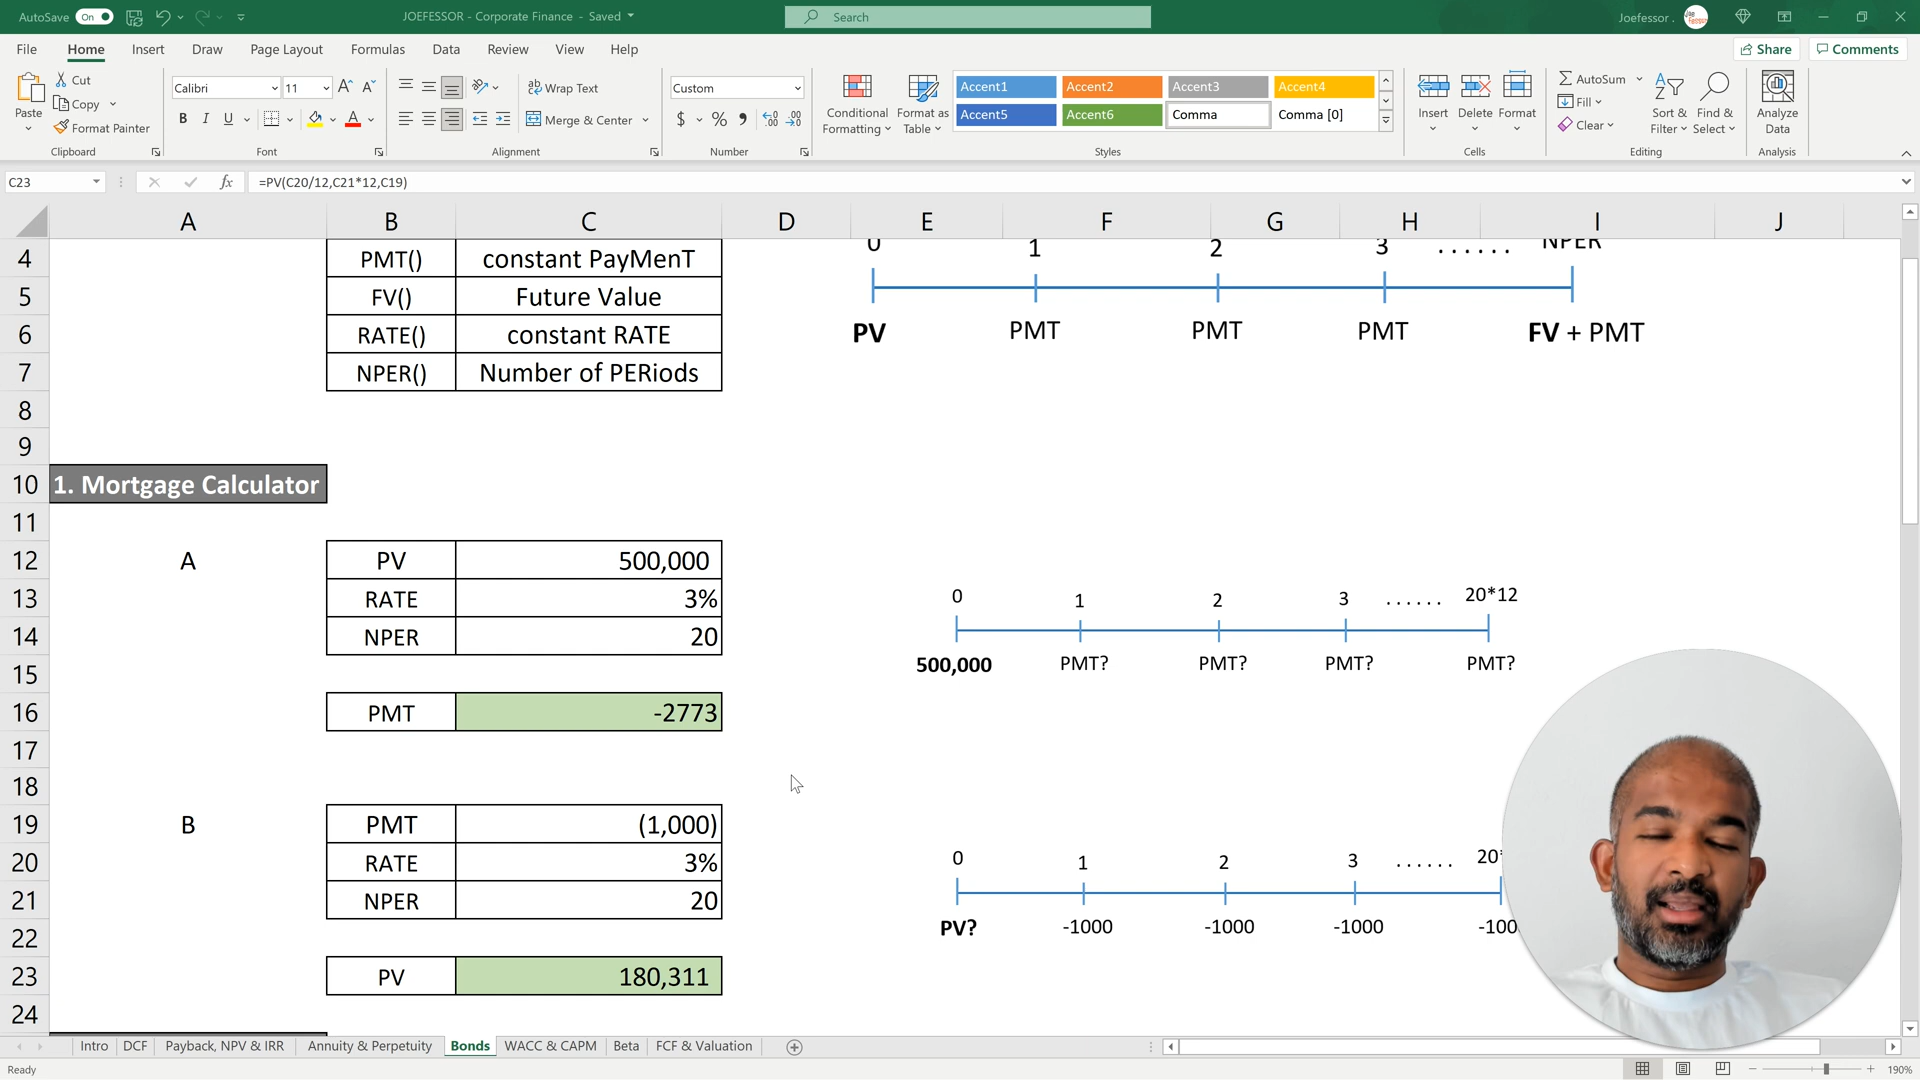 AutoSave On JOEFESSOR - Corporate Finance - Saved Search Joefessor .
File Home Insert Draw Page Layout Formulas Data Review View Help Share Comments
Paste Cut Copy Format Painter Clipboard
Calibri 11 B I U A Font
Wrap Text Merge & Center Alignment
Custom $ % Number
Conditional Formatting Format as Table
Accent1 Accent2 Accent3 Accent4
Accent5 Accent6 Comma Comma [0]
Styles
Insert Delete Format Cells
AutoSum Fill Clear Sort & Filter Find & Select Editing
Analyze Data Analysis
C23 fx =PV(C20/12,C21*12,C19)
A B C D E F G H I J
4 PMT() constant PayMenT 0 1 2 3 ...... NPER
5 FV() Future Value
6 RATE() constant RATE PV PMT PMT PMT FV + PMT
7 NPER() Number of PERiods
8
9
10 1. Mortgage Calculator
11
12 A PV 500,000
13 RATE 3% 0 1 2 3 ...... 20*12
14 NPER 20 500,000 PMT? PMT? PMT? PMT?
15
16 PMT -2773
17
18
19 B PMT (1,000)
20 RATE 3% 0 1 2 3 ...... 20
21 NPER 20 PV? -1000 -1000 -1000 -100
22
23 PV 180,311
24
Intro DCF Payback, NPV & IRR Annuity & Perpetuity Bonds WACC & CAPM Beta FCF & Valuation
Ready 190%